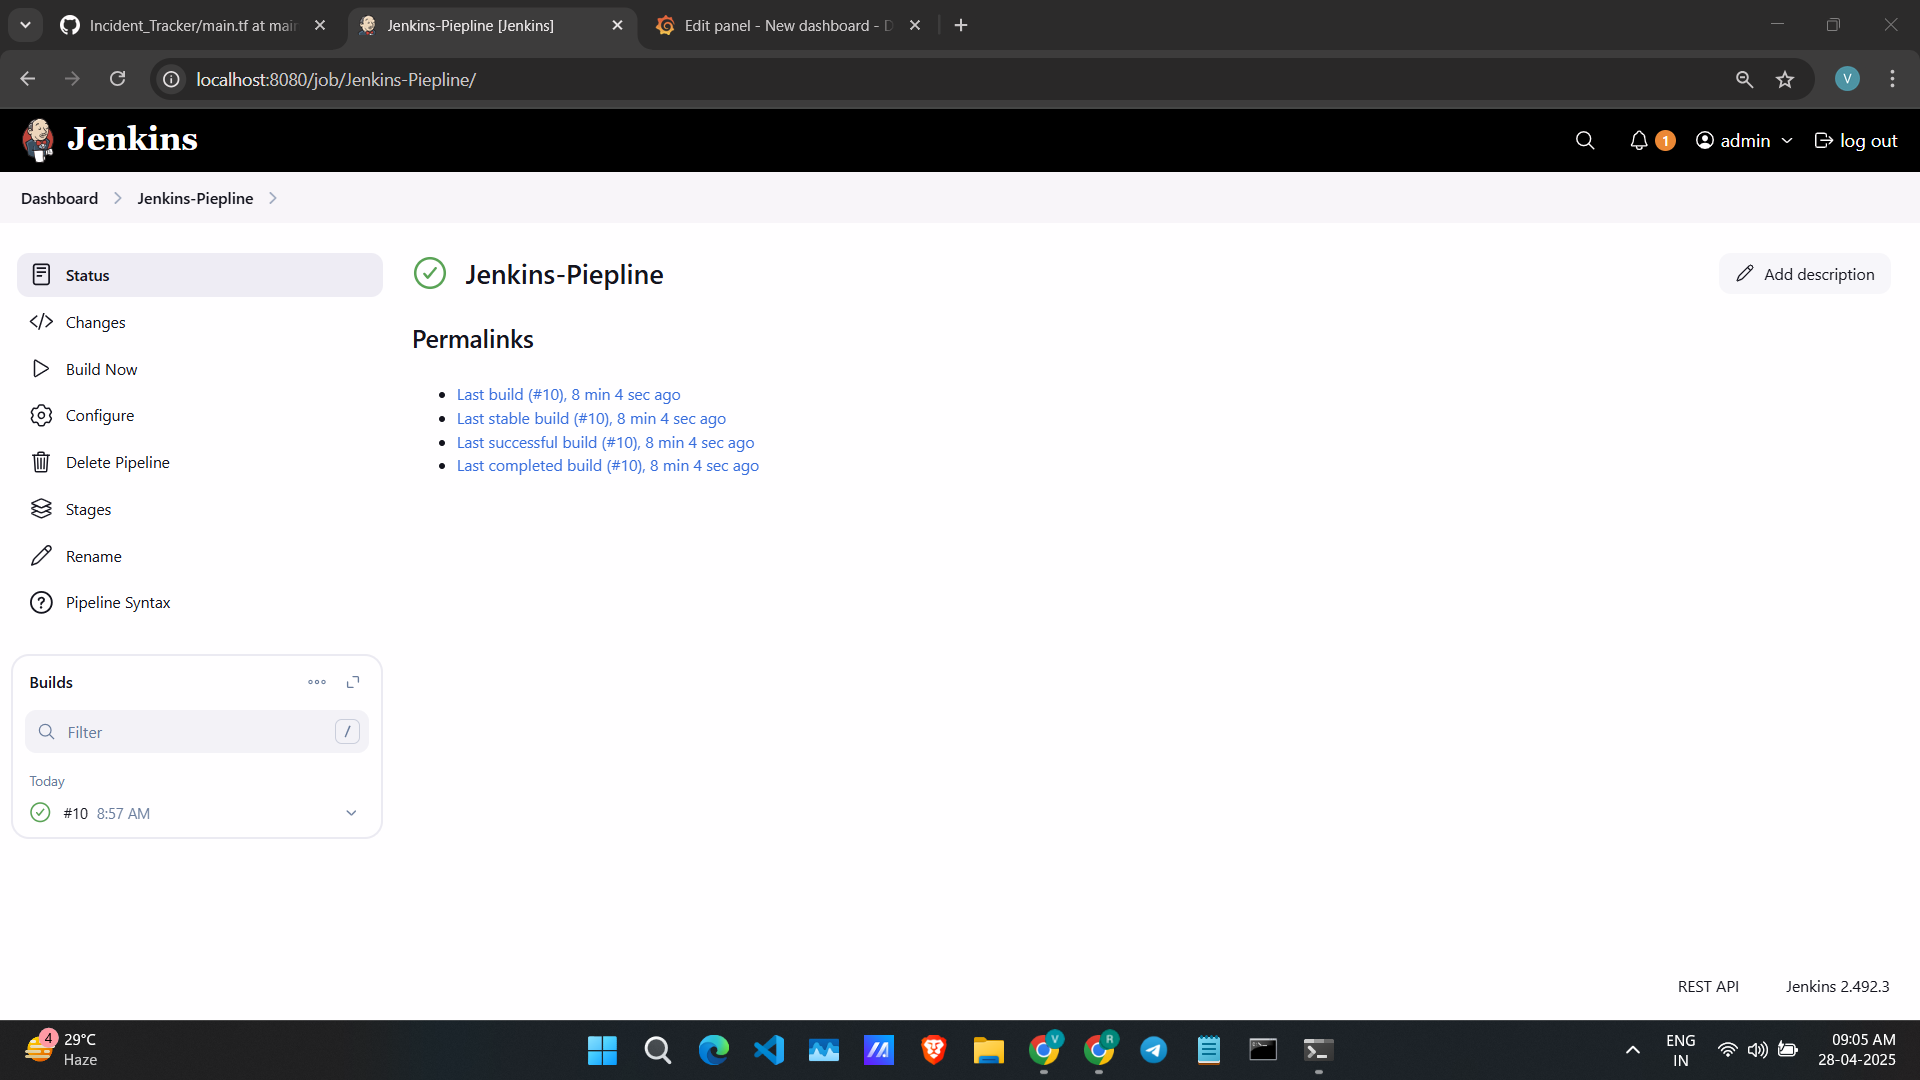 Incident_Tracker/main.tf at main
Jenkins-Piepline [Jenkins]
Edit panel - New dashboard - D
localhost:8080/job/Jenkins-Piepline/
V
Jenkins
1
admin
log out
Dashboard
Jenkins-Piepline
Status
Changes
Build Now
Configure
Delete Pipeline
Stages
Rename
Pipeline Syntax
Builds
Filter
/
Today
#10 8:57 AM
Jenkins-Piepline
Add description
Permalinks
Last build (#10), 8 min 4 sec ago
Last stable build (#10), 8 min 4 sec ago
Last successful build (#10), 8 min 4 sec ago
Last completed build (#10), 8 min 4 sec ago
REST API
Jenkins 2.492.3
4
29°C
Haze
V
R
ENG
IN
09:05 AM
28-04-2025